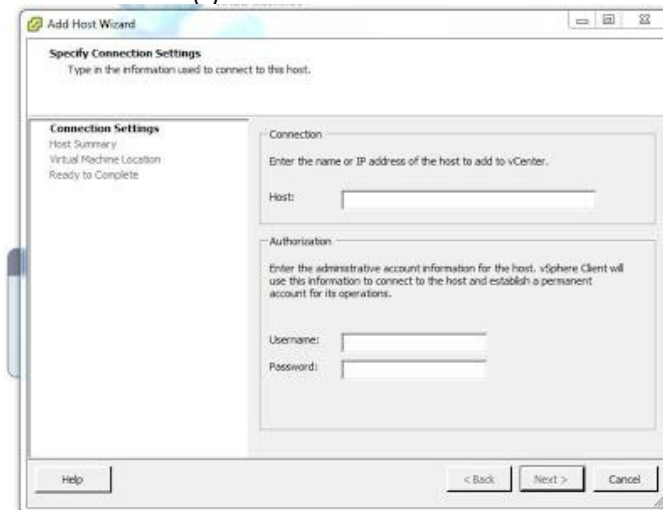 Add Host Wizard
Specify Connection Settings
Type in the information used to connect to this host.
Connection Settings
Host Summary
Virtual Machine Location
Ready to Complete
Connection
Enter the name or IP address of the host to add to vCenter.
Host:
Authorization
Enter the administrative account information for the host. vSphere Client will
use this information to connect to the host and establish a permanent
account for its operations.
Username:
Password:
Help
< Back
Next >
Cancel